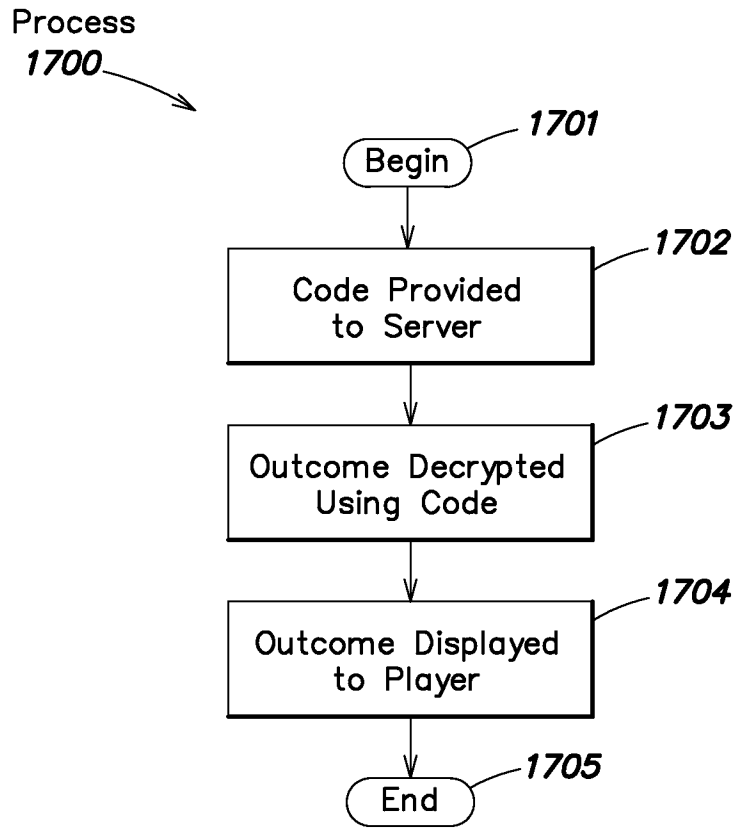 Process
1700
1701
Begin
1702
Code Provided
to Server
1703
Outcome Decrypted
Using Code
1704
Outcome Displayed
to Player
1705
End